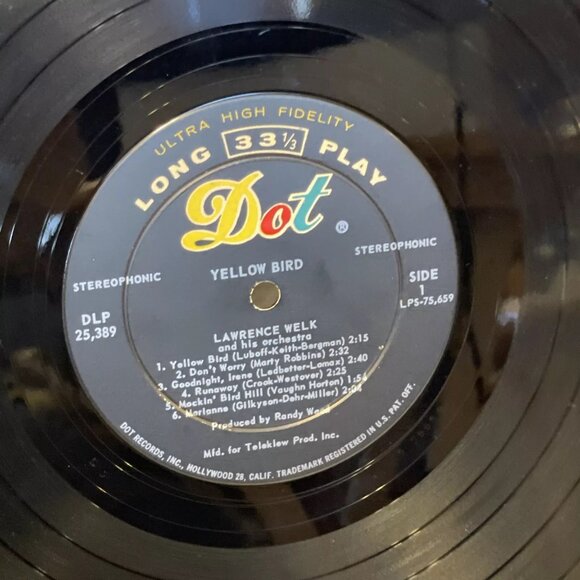 ULTRA HIGH FIDELITY
LONG 33 1/3 PLAY
Dot ®
STEREOPHONIC
STEREOPHONIC
YELLOW BIRD
DLP
25,389
SIDE
1
LPS-75,659
LAWRENCE WELK
and his orchestra
1. Yellow Bird (Luboff-Keith-Bergman) 2:15
2. Don't Worry (Marty Robbins) 2:32
3. Goodnight, Irene (Ledbetter-Lomax) 2:40
4. Runaway (Crook-Westover) 2:25
5. Mockin' Bird Hill (Vaughn Horton) 1:54
6. Marianne (Gilkyson-Dehr-Miller) 2:04
Produced by Randy Wood
Mfd. for Teleklew Prod. Inc.
DOT RECORDS, INC., HOLLYWOOD 28, CALIF. TRADEMARK REGISTERED IN U.S. PAT. OFF.